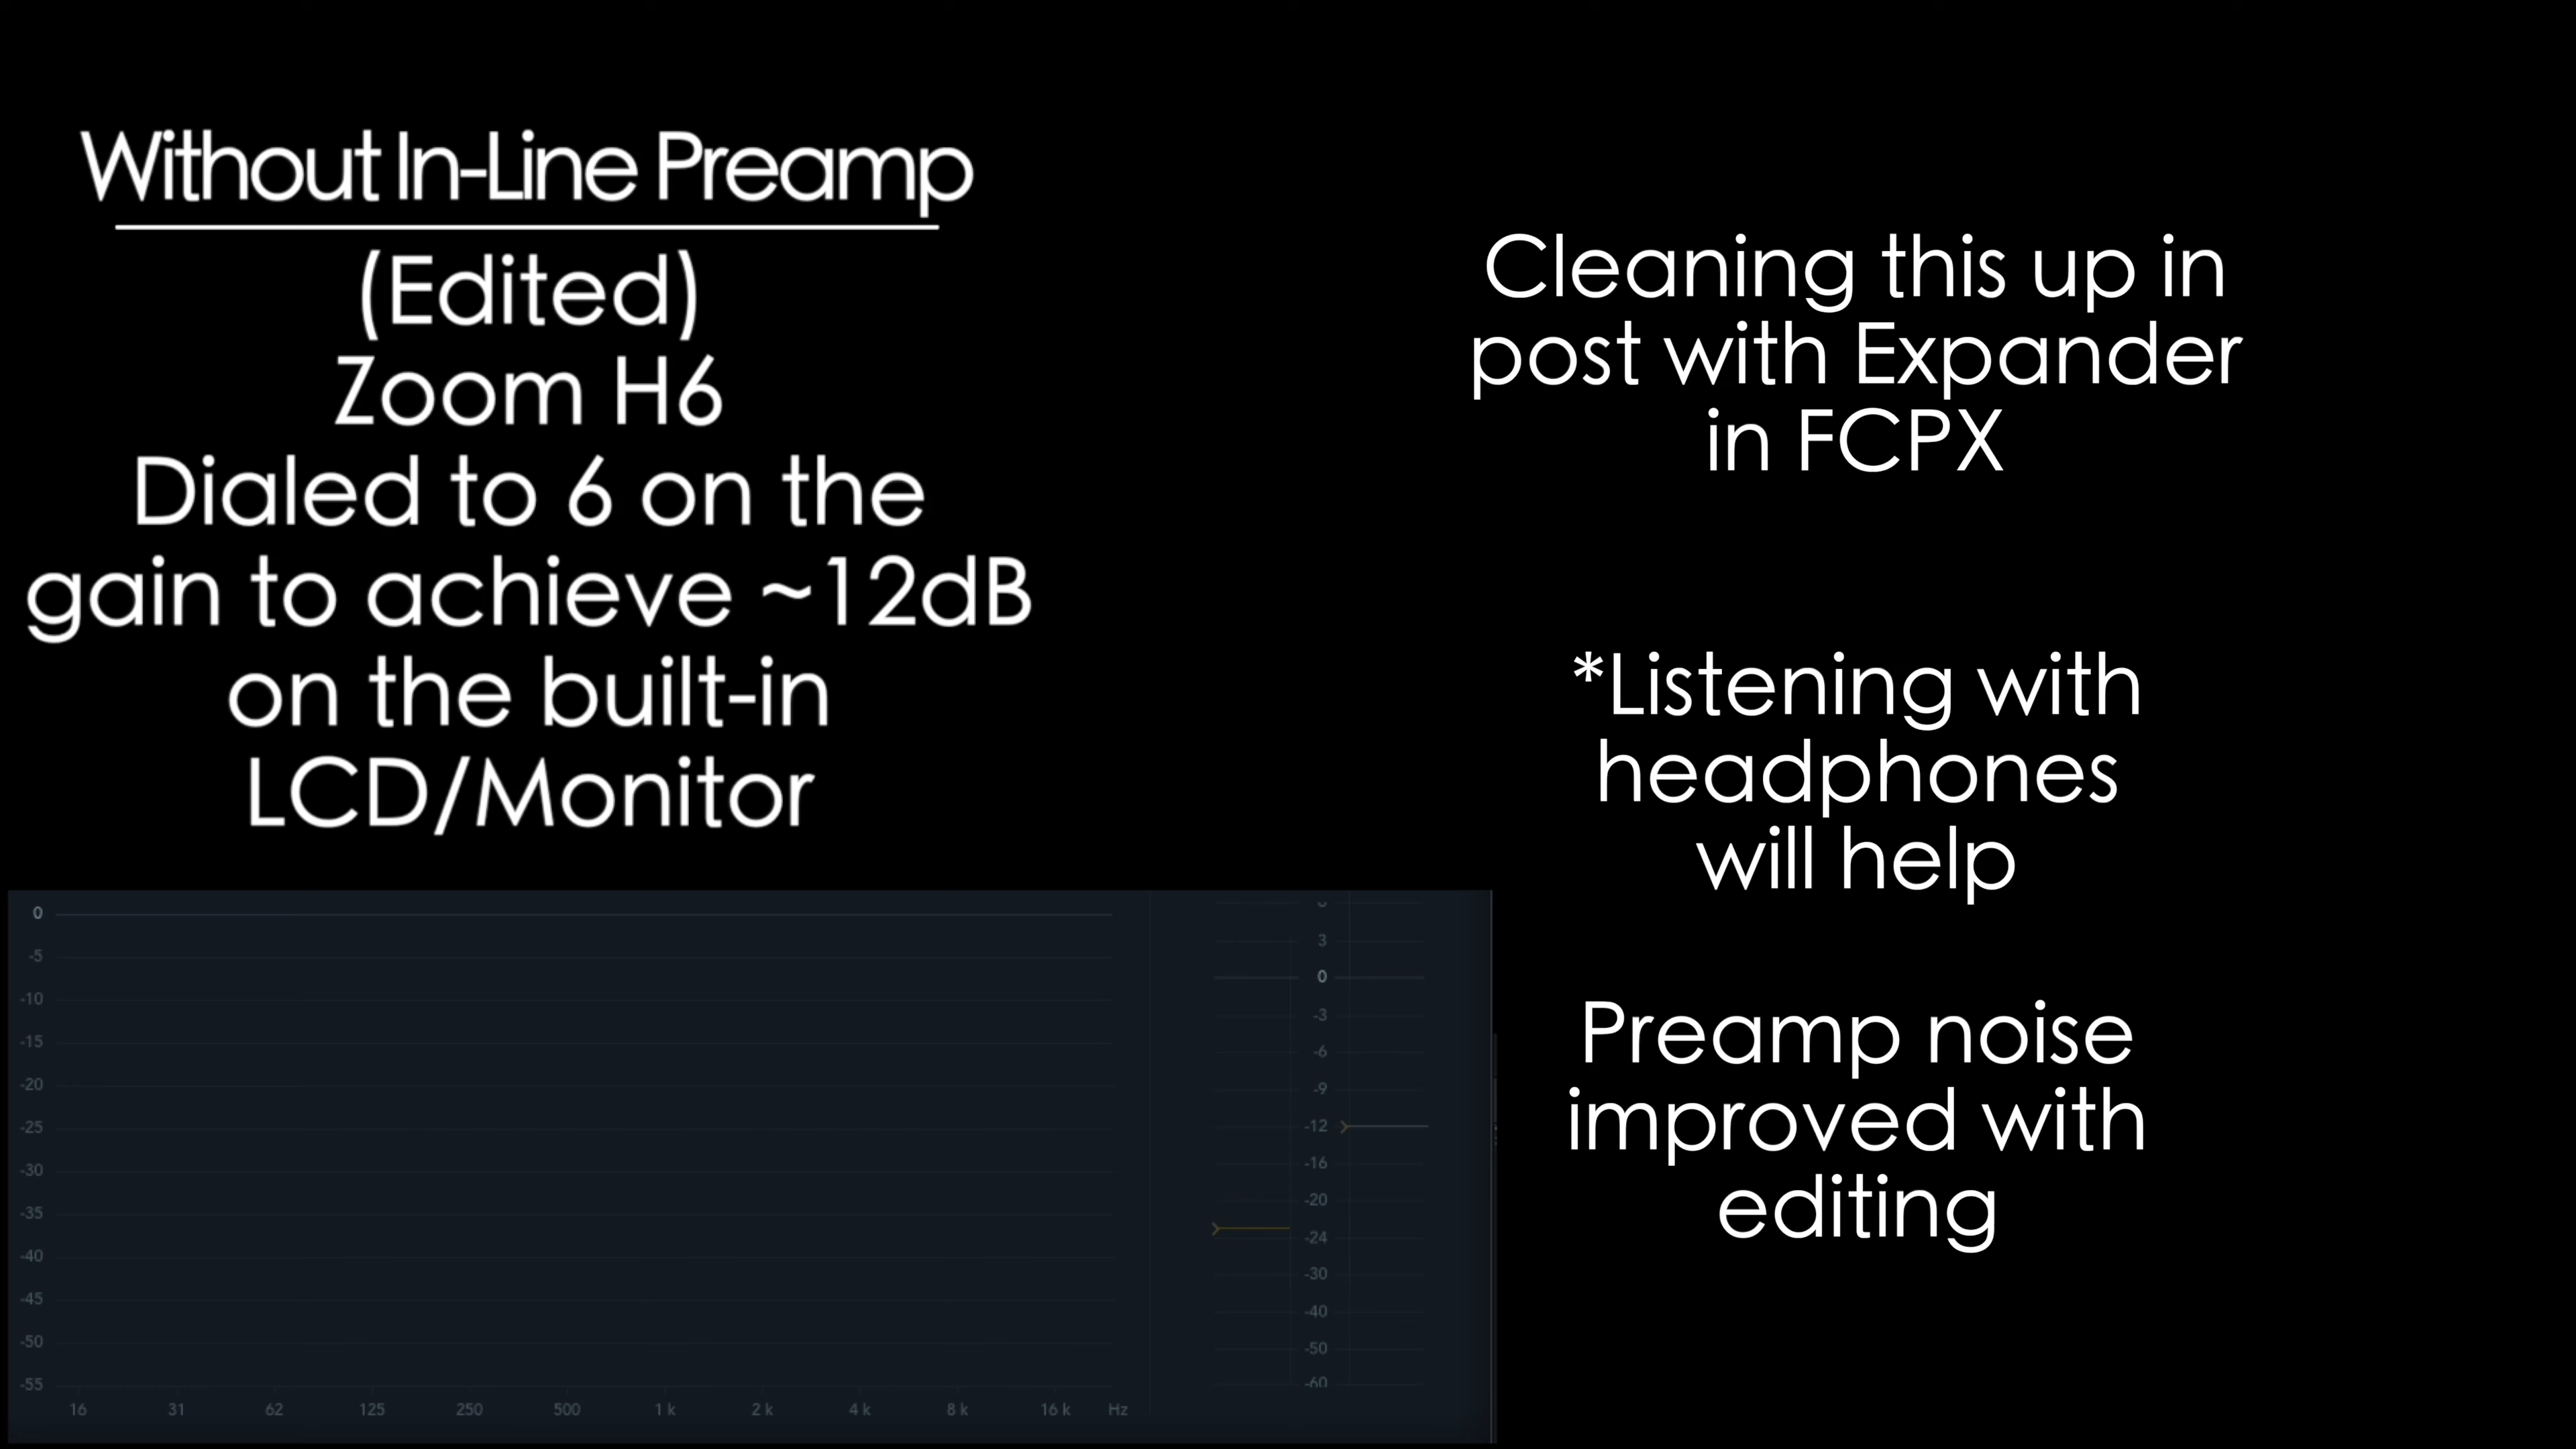 Without In-Line Preamp
(Edited)
Zoom H6
Dialed to 6 on the
gain to achieve ~12dB
on the built-in
LCD/Monitor
Cleaning this up in
post with Expander
in FCPX
*Listening with
headphones
will help
Preamp noise
improved with
editing
0
-5
-10
-15
-20
-25
-30
-35
-40
-45
-50
-55
16 31 62 125 250 500 1 k 2 k 4 k 8 k 16 k Hz
3
0
-3
-6
-9
-12
-16
-20
-24
-30
-40
-50
-60